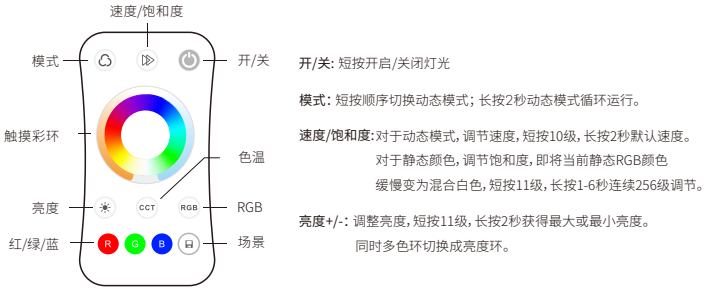 速度/饱和度
模式
开/关
触摸彩环
色温
亮度
CCT
RGB
RGB
红/绿/蓝
R
G
B
场景
开/关: 短按开启/关闭灯光
模式: 短按顺序切换动态模式; 长按2秒动态模式循环运行。
速度/饱和度:对于动态模式, 调节速度, 短按10级, 长按2秒默认速度。
对于静态颜色, 调节饱和度, 即将当前静态RGB颜色
缓慢变为混合白色, 短按11级, 长按1-6秒连续256级调节。
亮度+/-: 调整亮度, 短按11级, 长按2秒获得最大或最小亮度。
同时多色环切换成亮度环。